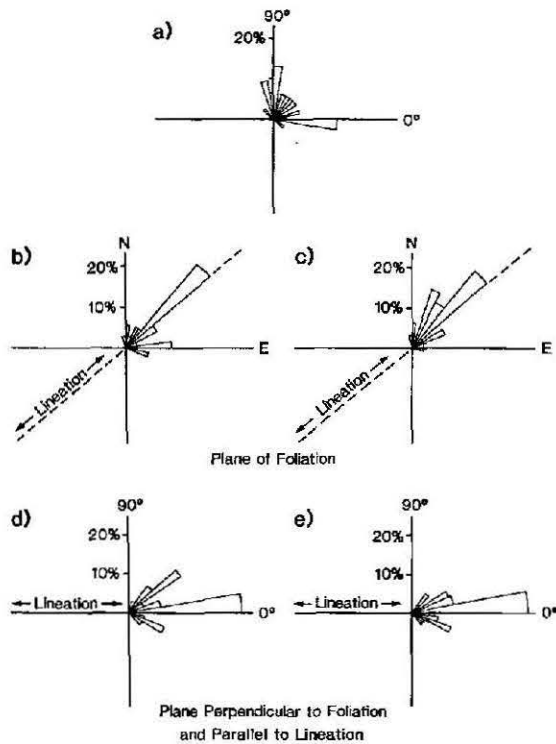 90°
a)
20%
0°
b)
N
20%
10%
E
Lineation
c)
N
20%
10%
E
Lineation
Plane of Foliation
d)
90°
20%
10%
Lineation
0°
e)
90°
20%
10%
Lineation
0°
Plane Perpendicular to Foliation
and Parallel to Lineation